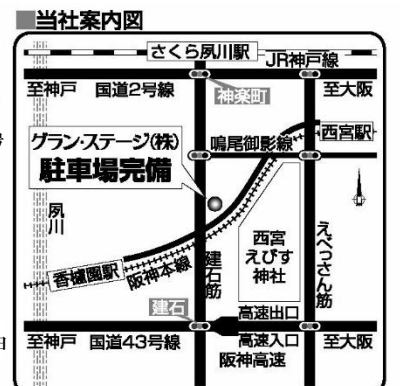 ■当社案内図
さくら夙川駅
JR神戸線
至神戸
国道2号線
神楽町
至大阪
グラン・ステージ(株)
駐車場完備
鳴尾御影線
西宮駅
夙川
香櫨園駅
阪神本線
建石筋
西宮
えびす
神社
えべっさん筋
建石
高速出口
至神戸
国道43号線
高速入口
至大阪
阪神高速